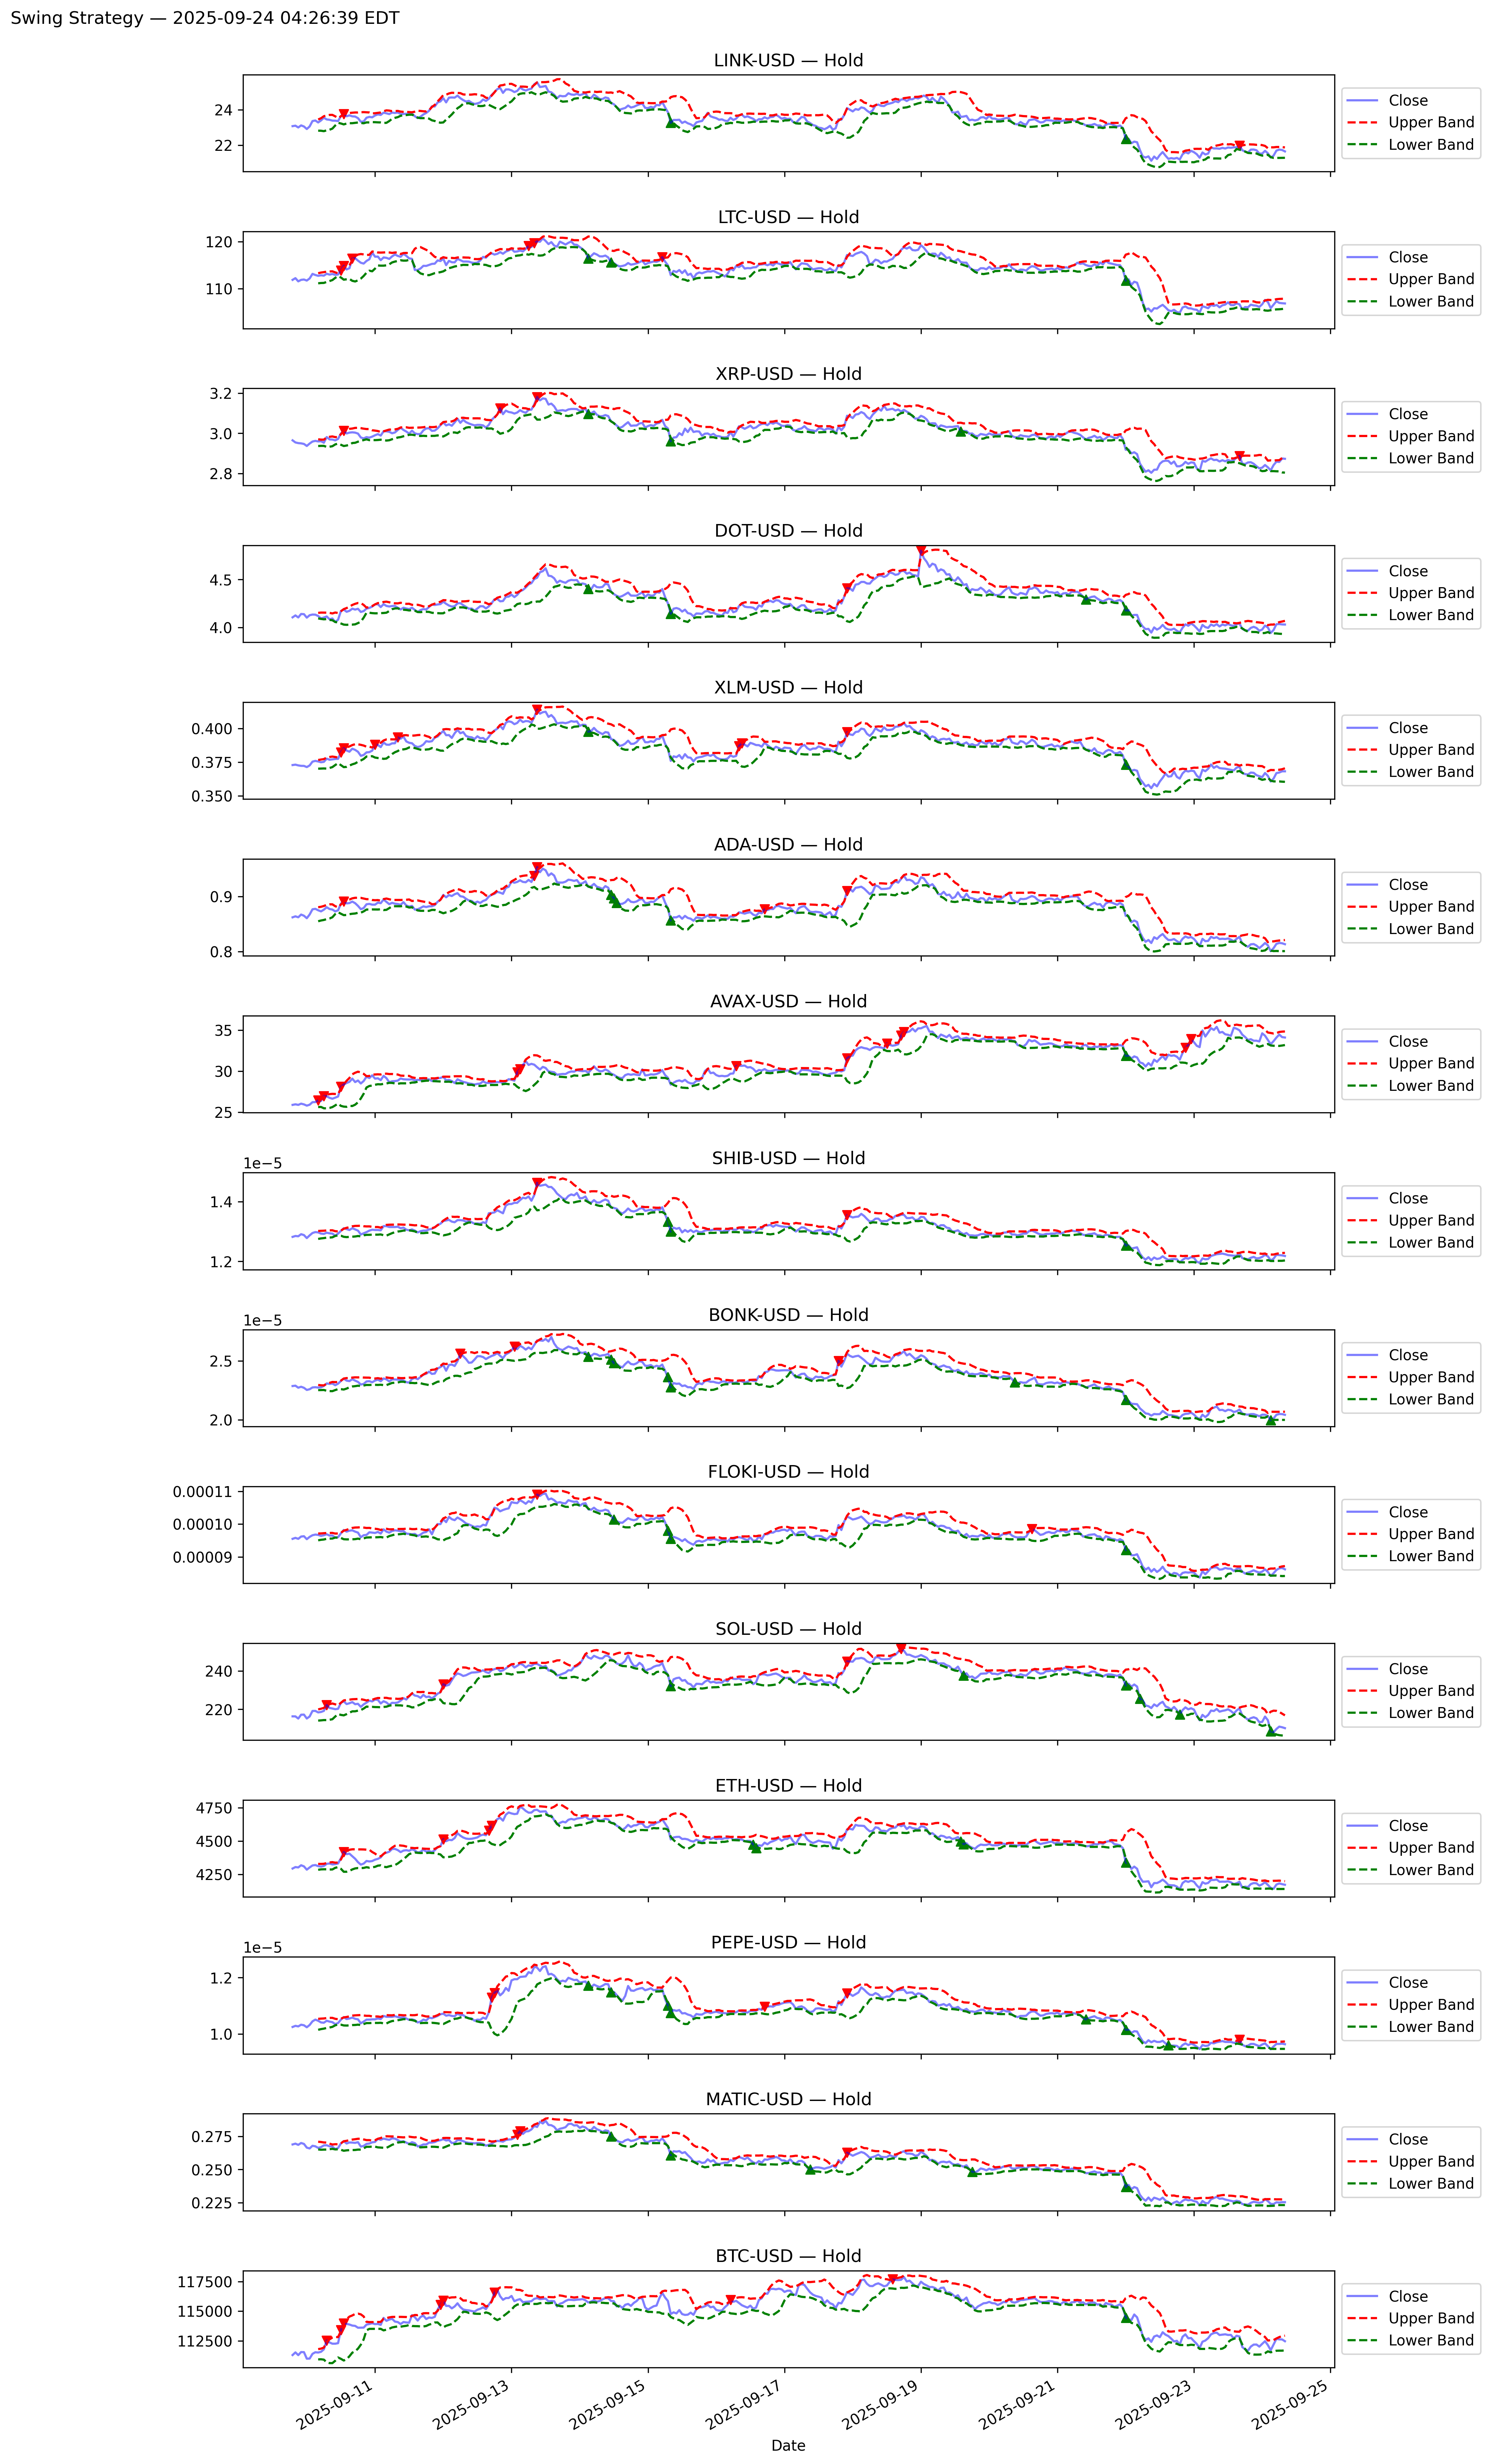 Swing Strategy — 2025-09-24 04:26:39 EDT
LINK-USD — Hold
24
22
Close
Upper Band
Lower Band
LTC-USD — Hold
120
110
Close
Upper Band
Lower Band
XRP-USD — Hold
3.2
3.0
2.8
Close
Upper Band
Lower Band
DOT-USD — Hold
4.5
4.0
Close
Upper Band
Lower Band
XLM-USD — Hold
0.400
0.375
0.350
Close
Upper Band
Lower Band
ADA-USD — Hold
0.9
0.8
Close
Upper Band
Lower Band
AVAX-USD — Hold
35
30
25
Close
Upper Band
Lower Band
SHIB-USD — Hold
1e−5
1.4
1.2
Close
Upper Band
Lower Band
BONK-USD — Hold
1e−5
2.5
2.0
Close
Upper Band
Lower Band
FLOKI-USD — Hold
0.00011
0.00010
0.00009
Close
Upper Band
Lower Band
SOL-USD — Hold
240
220
Close
Upper Band
Lower Band
ETH-USD — Hold
4750
4500
4250
Close
Upper Band
Lower Band
PEPE-USD — Hold
1e−5
1.2
1.0
Close
Upper Band
Lower Band
MATIC-USD — Hold
0.275
0.250
0.225
Close
Upper Band
Lower Band
BTC-USD — Hold
117500
115000
112500
Close
Upper Band
Lower Band
2025-09-11
2025-09-13
2025-09-15
2025-09-17
2025-09-19
2025-09-21
2025-09-23
2025-09-25
Date